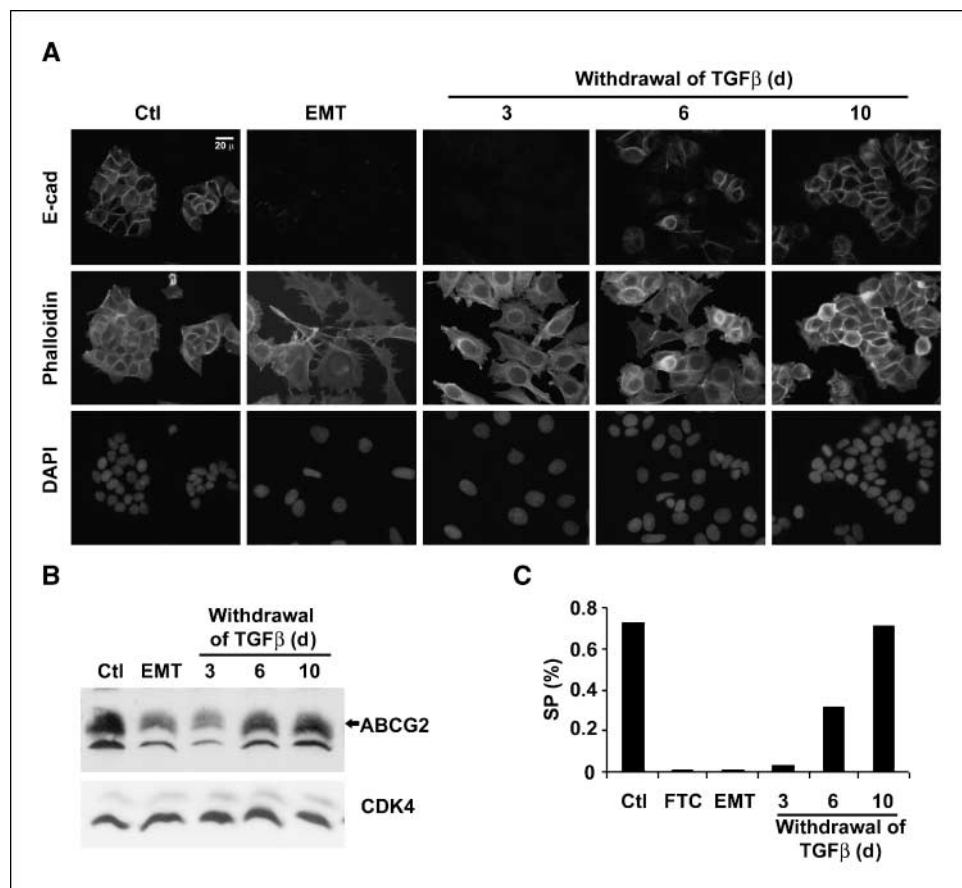 A
Withdrawal of TGFβ (d)
Ctl EMT 3 6 10
20 μ
E-cad
Phalloidin
DAPI
B
Withdrawal
of TGFβ (d)
Ctl EMT 3 6 10
ABCG2
CDK4
C
0.8
0.6
0.4
0.2
0
SP (%)
Ctl FTC EMT 3 6 10
Withdrawal of
TGFβ (d)